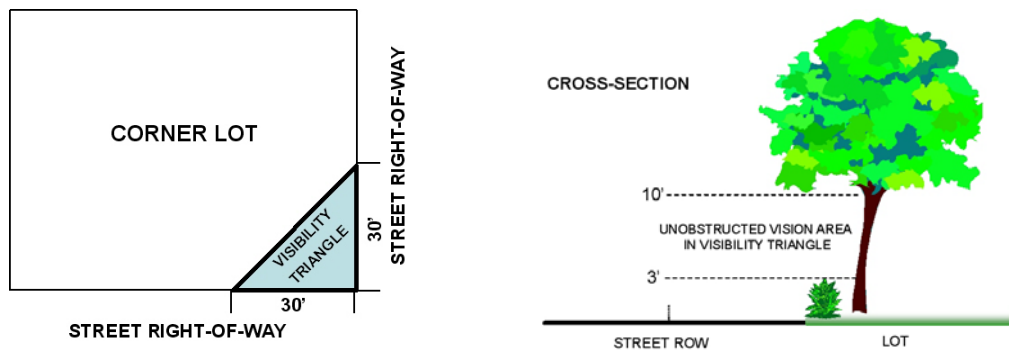 CORNER LOT
VISIBILITY
TRIANGLE
30'
30'
STREET RIGHT-OF-WAY
STREET RIGHT-OF-WAY
CROSS-SECTION
10'
UNOBSTRUCTED VISION AREA
IN VISIBILITY TRIANGLE
3'
STREET ROW
LOT